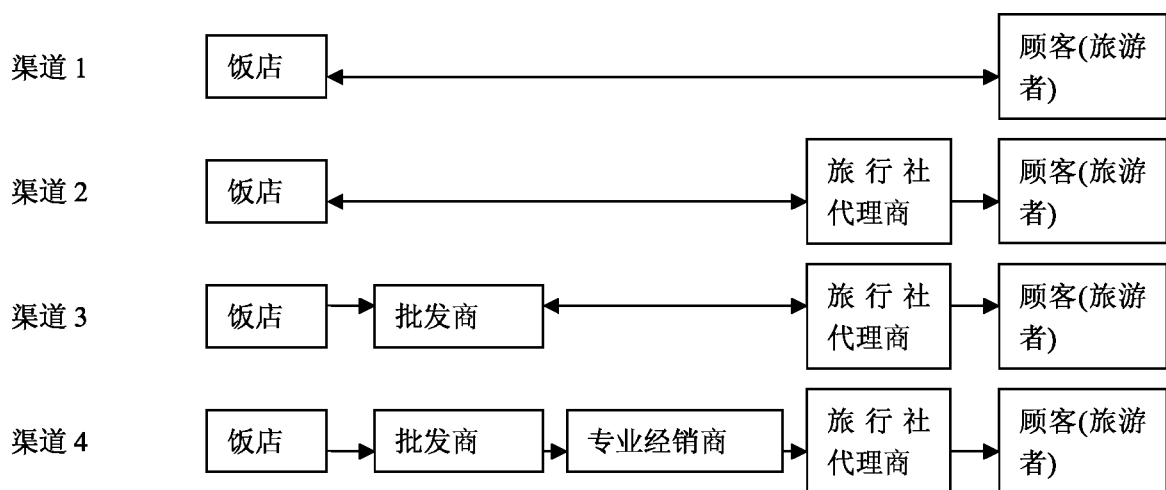 渠道 1
饭店
顾客(旅游
者)
渠道 2
饭店
旅行社
代理商
顾客(旅游
者)
渠道 3
饭店
批发商
旅行社
代理商
顾客(旅游
者)
渠道 4
饭店
批发商
专业经销商
旅行社
代理商
顾客(旅游
者)